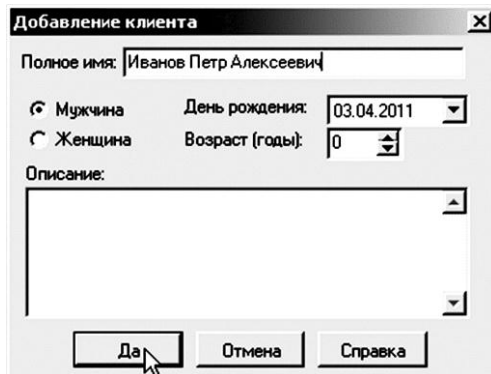 Добавление клиента
Полное имя: Иванов Петр Алексеевич
Мужчина День рождения: 03.04.2011
Женщина Возраст (годы): 0
Описание:
Да Отмена Справка